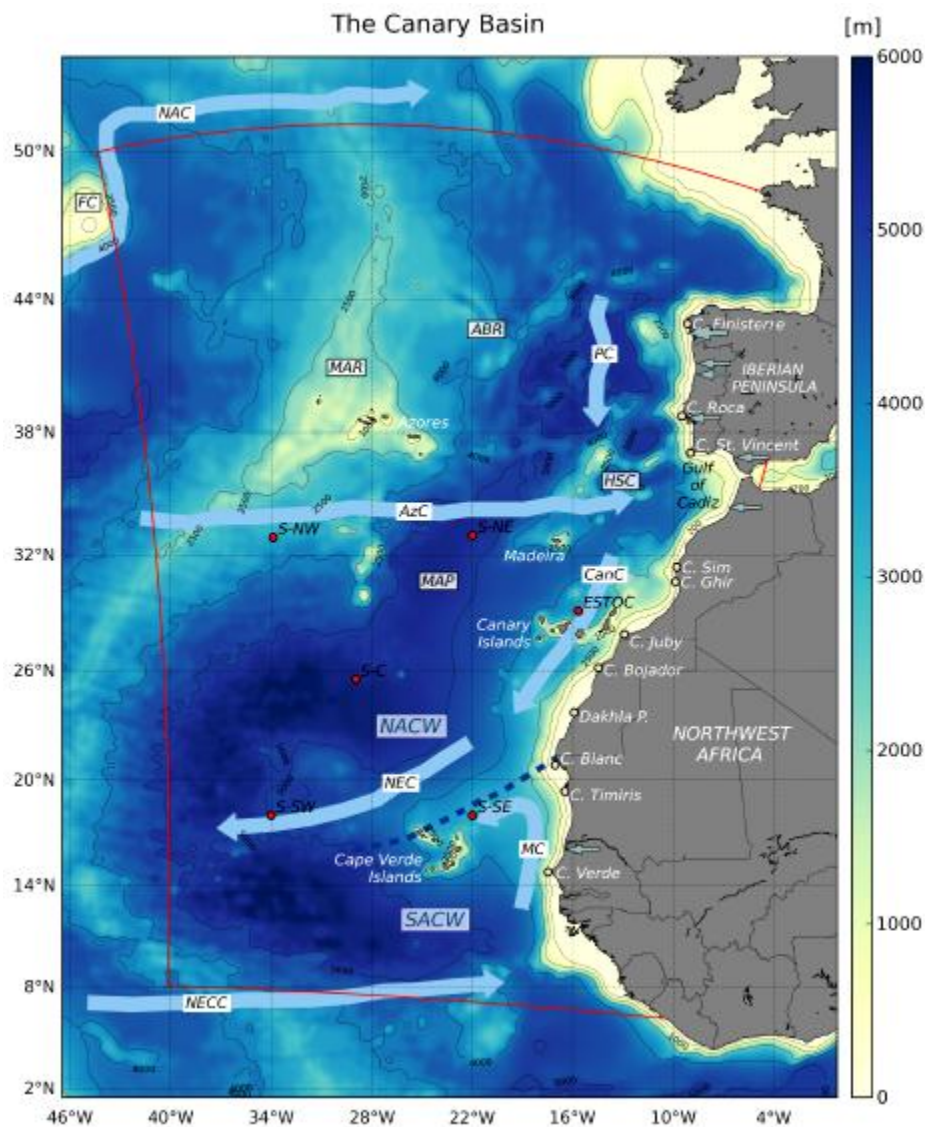 The Canary Basin
[m]
6000
5000
4000
3000
2000
1000
0
50°N
44°N
38°N
32°N
26°N
20°N
14°N
8°N
2°N
46°W
40°W
34°W
28°W
22°W
16°W
10°W
4°W
NAC
FC
ABR
PC
MAR
Azores
C. Finisterre
IBERIAN
PENINSULA
C. Roca
C. St. Vincent
Gulf
of
Cadiz
HSC
AzC
S-NW
S-NE
Madeira
MAP
CanC
C. Sim
C. Ghir
ESTOC
Canary
Islands
C. Juby
S-C
C. Bojador
NACW
Dakhla P.
NORTHWEST
AFRICA
C. Blanc
NEC
C. Timiris
S-SW
S-SE
MC
Cape Verde
Islands
C. Verde
SACW
NECC